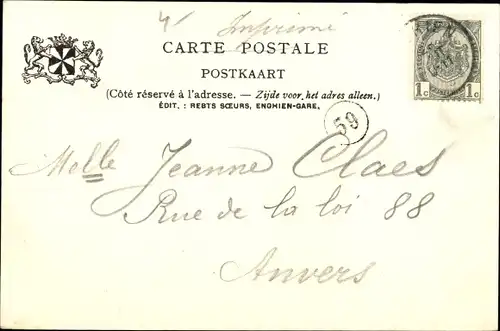 Imprimé
CARTE POSTALE
POSTKAART
(Côté réservé à l'adresse. — Zijde voor het adres alleen.)
ÉDIT. : REBTS SŒURS, ENGHIEN-GARE.
1c 1c
59
Melle Jeanne Claes
Rue de la loi 88
Anvers